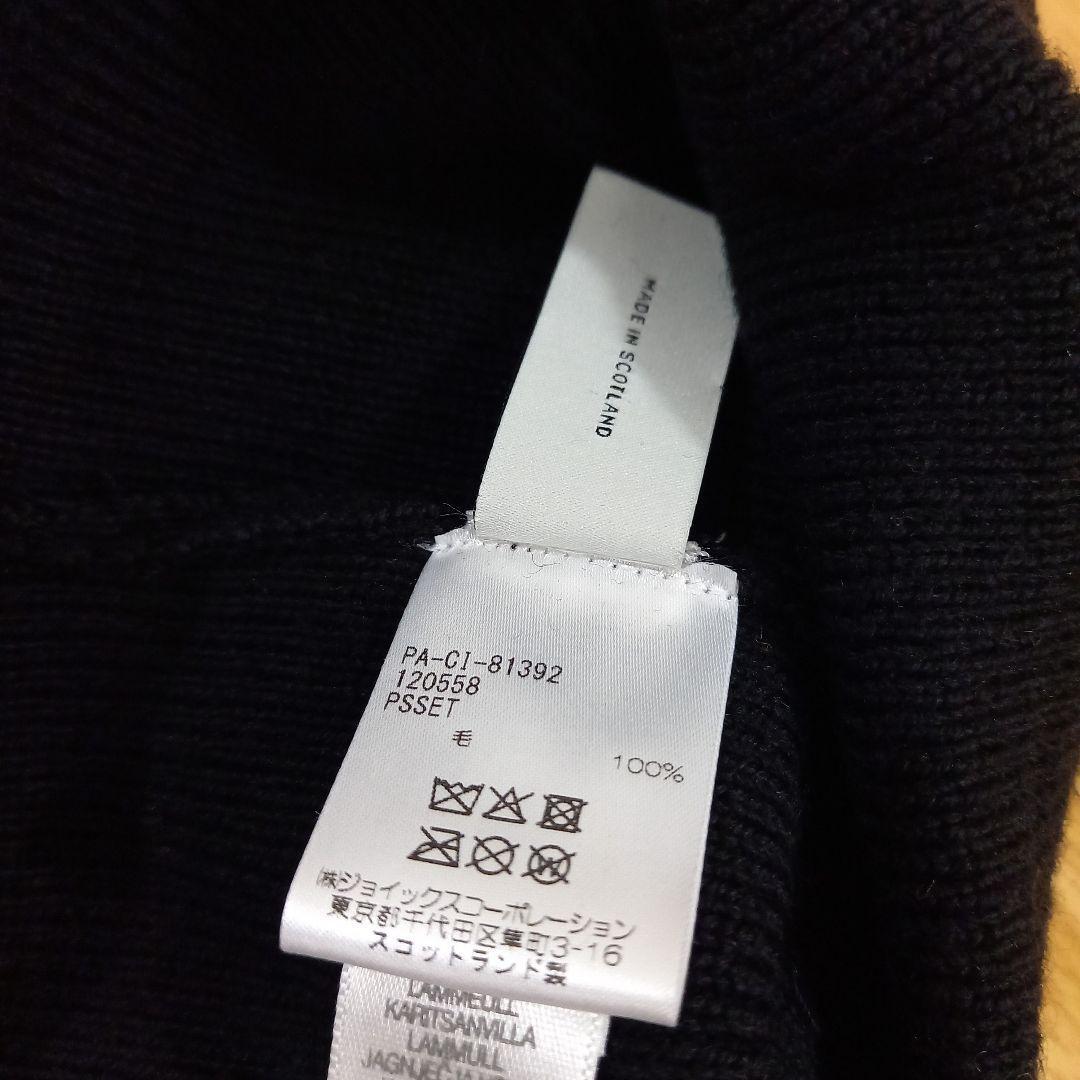 MADE IN SCOTLAND
PA-CI-81392
120558
PSSET
毛 100%
㈱ジョイックスコーポレーション
東京都千代田区隼町3-16
スコットランド製
LAMMEULL
KARITSANVILLA
LAMMULL